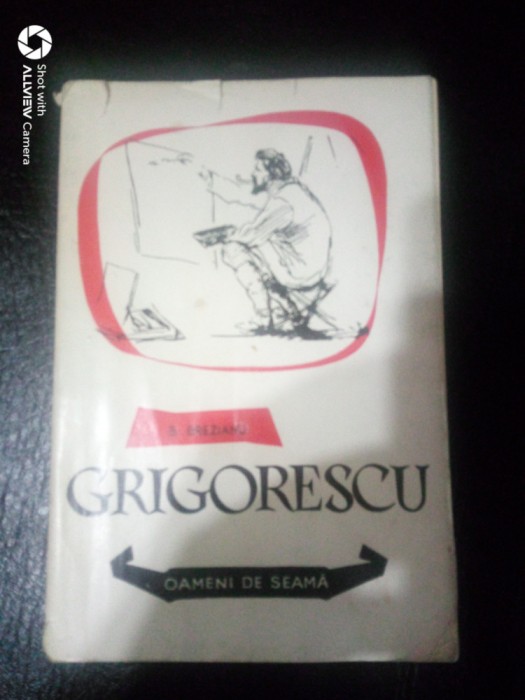 Shot with
ALLVIEW Camera
B. BREZIANU
GRIGORESCU
OAMENI DE SEAMĂ